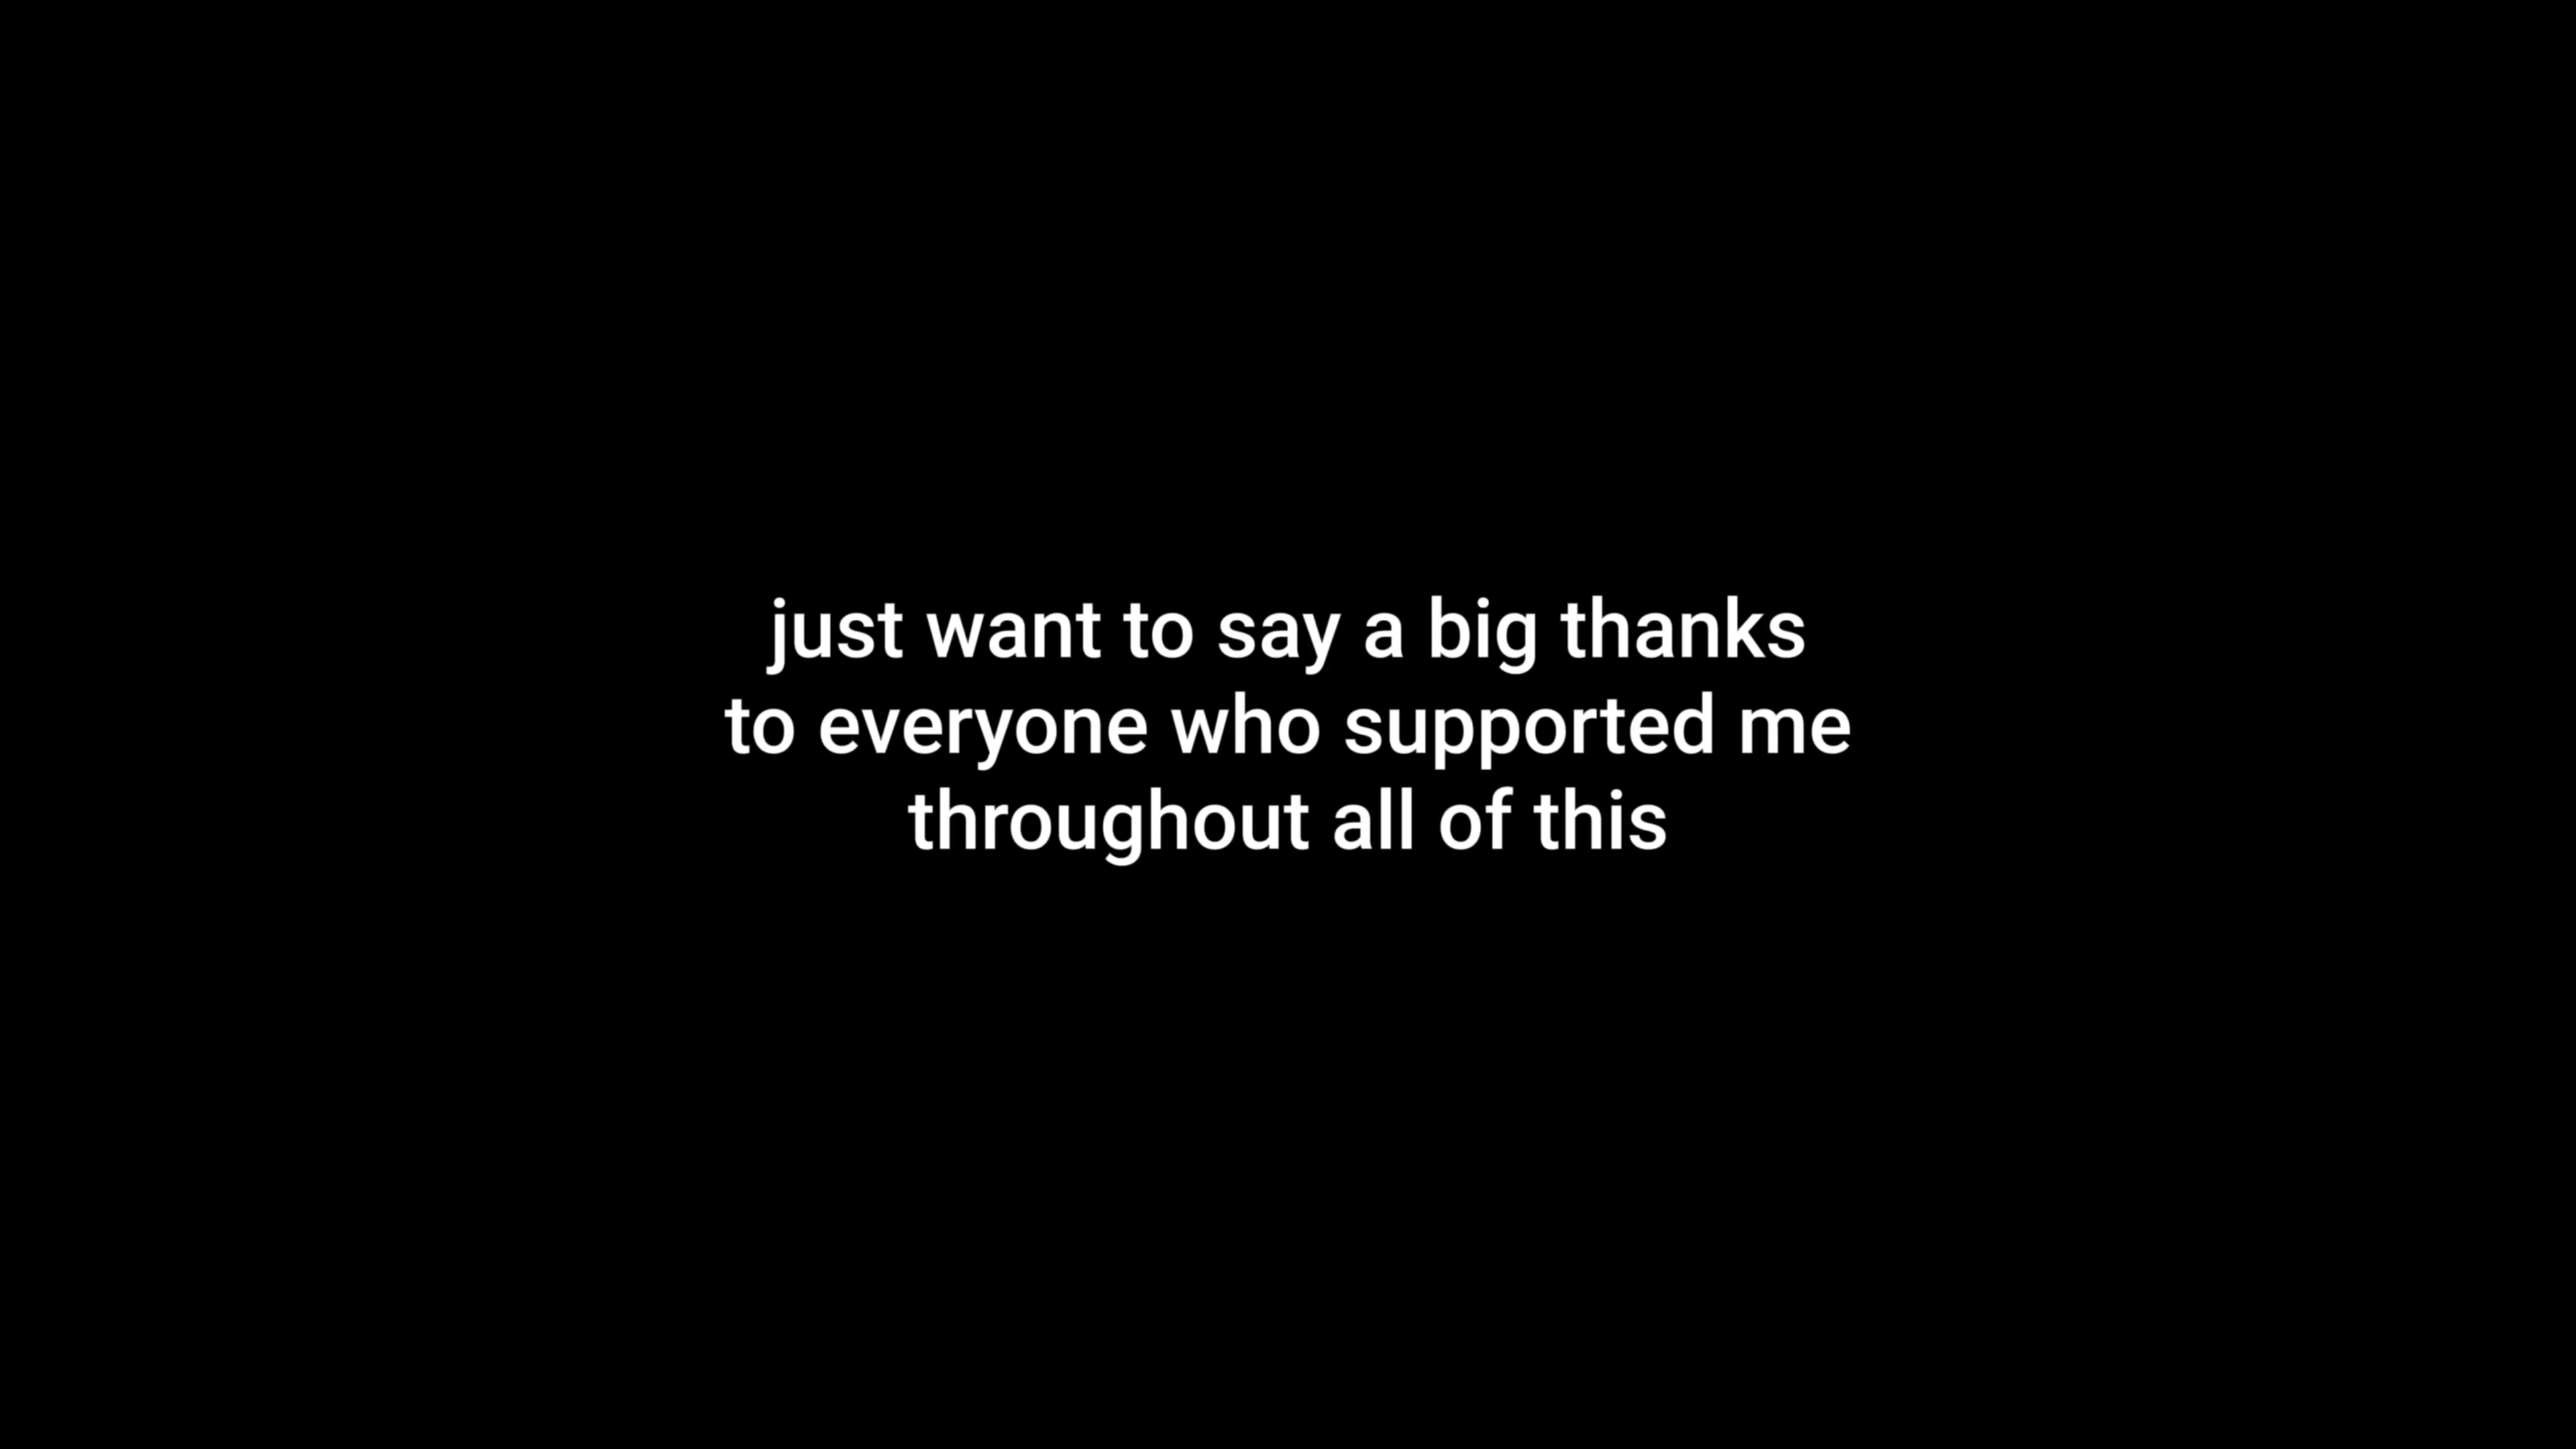 just want to say a big thanks
to everyone who supported me
throughout all of this